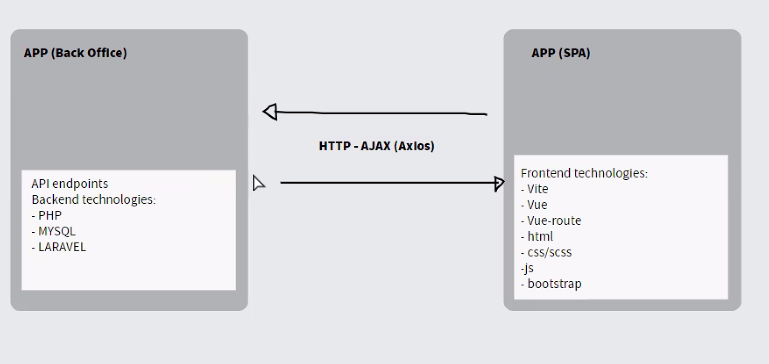 APP (Back Office)
API endpoints
Backend technologies:
- PHP
- MYSQL
- LARAVEL
HTTP - AJAX (Axios)
APP (SPA)
Frontend technologies:
- Vite
- Vue
- Vue-route
- html
- css/scss
-js
- bootstrap